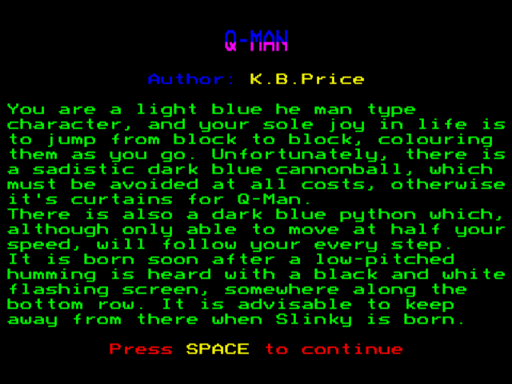 Q-MAN
Author: K.B.Price
You are a light blue he man type
character, and your sole joy in life is
to jump from block to block, colouring
them as you go. Unfortunately, there is
a sadistic dark blue cannonball, which
must be avoided at all costs, otherwise
it's curtains for Q-Man.
There is also a dark blue python which,
although only able to move at half your
speed, will follow your every step.
It is born soon after a low-pitched
humming is heard with a black and white
flashing screen, somewhere along the
bottom row. It is advisable to keep
away from there when Slinky is born.
Press SPACE to continue